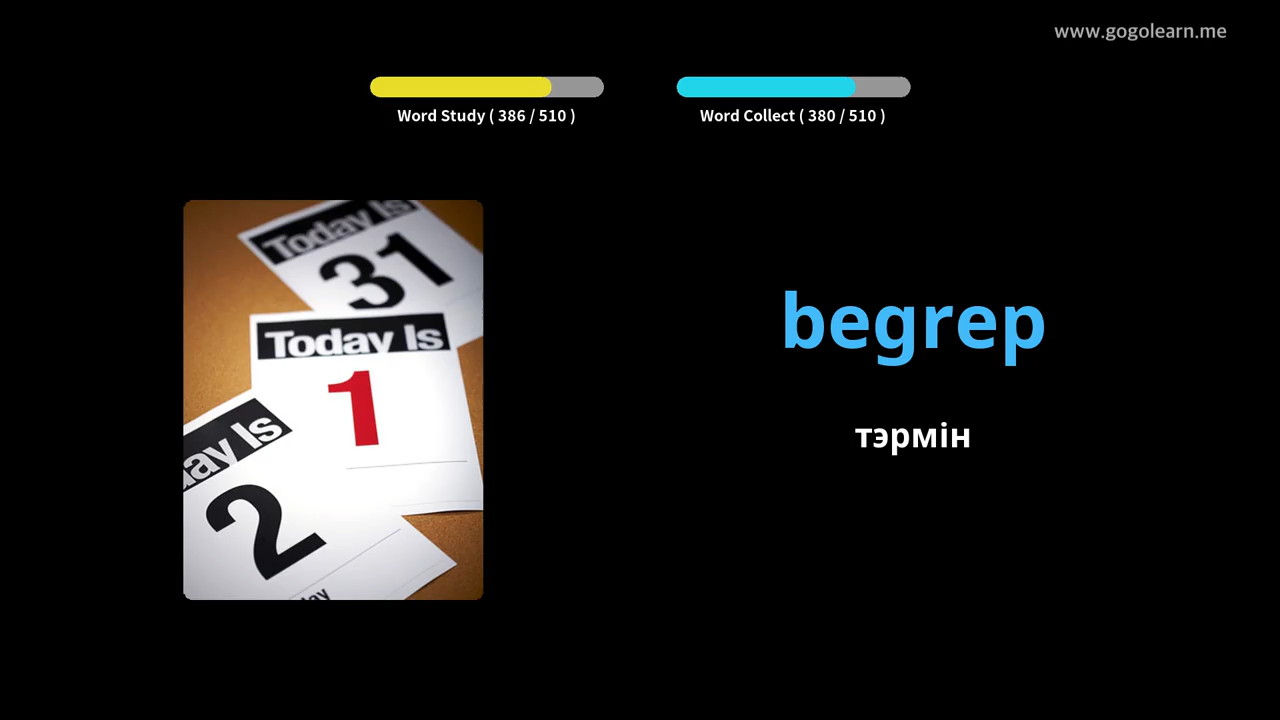 www.gogolearn.me
Word Study ( 386 / 510 )
Word Collect ( 380 / 510 )
Today Is
31
Today Is
1
ay Is
2
begrep
тэрмін